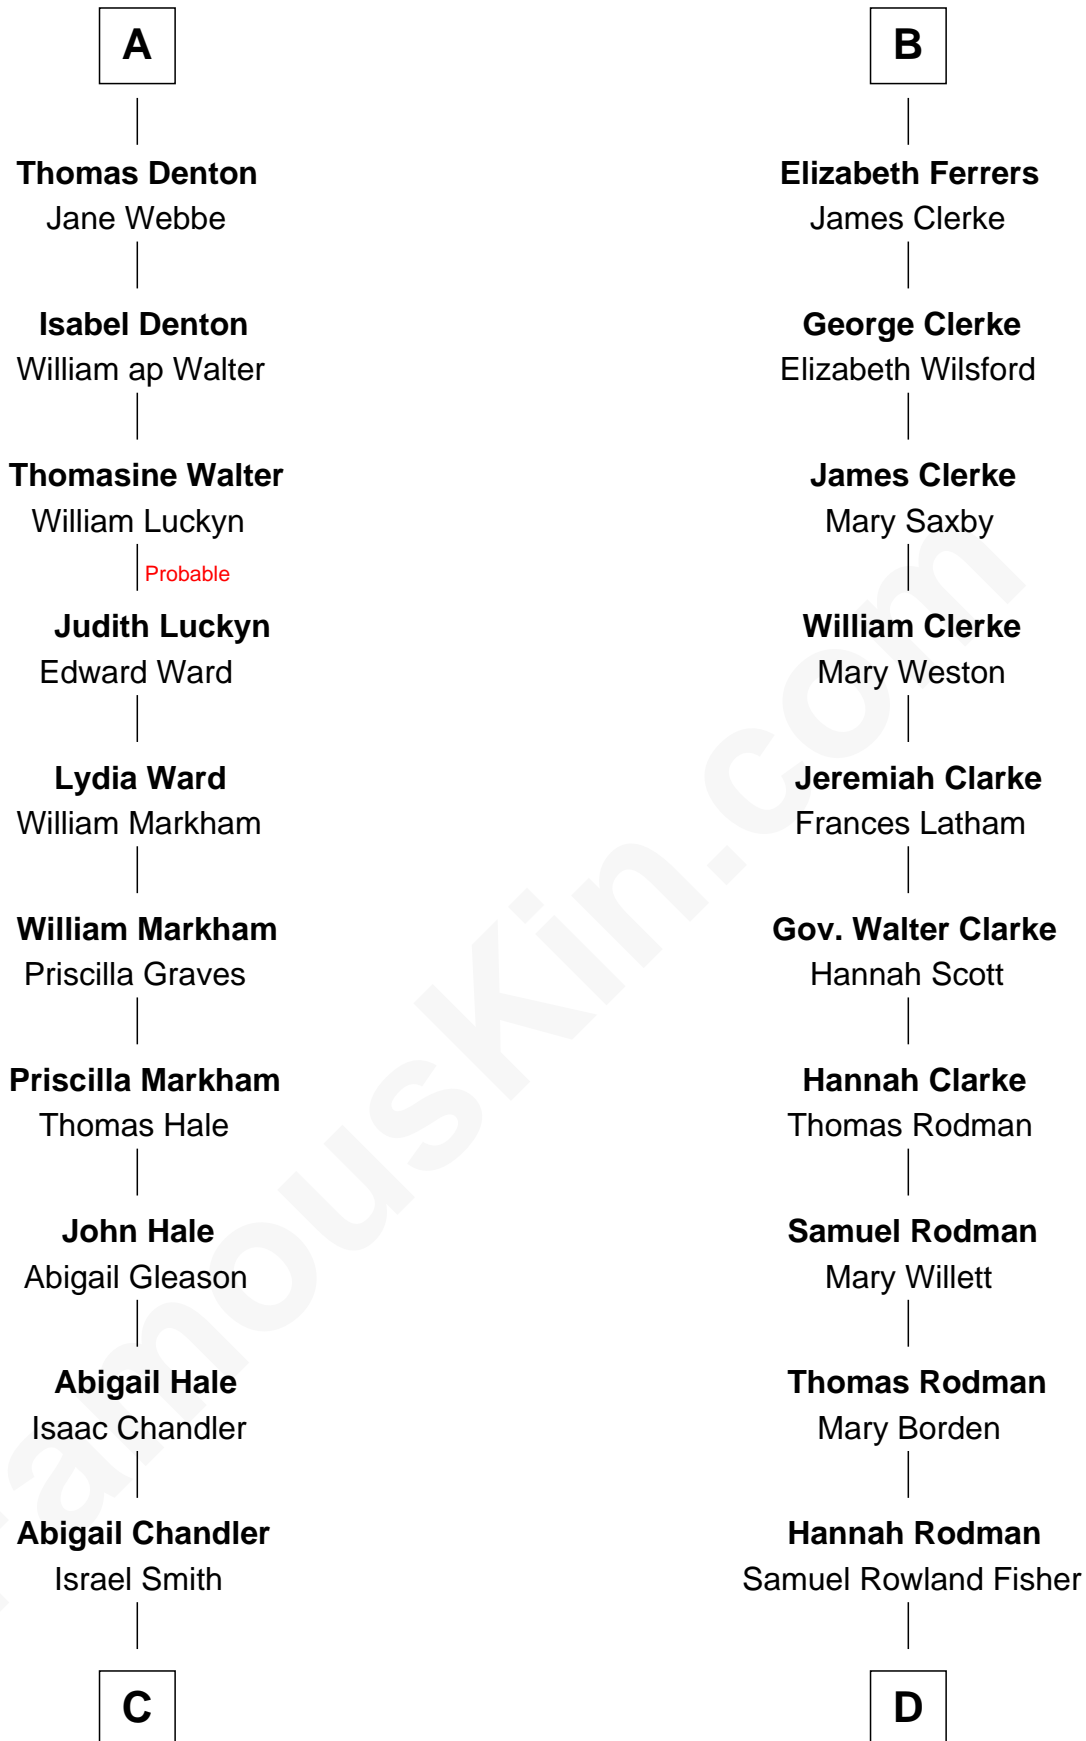 A
Thomas Denton
Jane Webbe
Isabel Denton
William ap Walter
Thomasine Walter
William Luckyn
Probable
Judith Luckyn
Edward Ward
Lydia Ward
William Markham
William Markham
Priscilla Graves
Priscilla Markham
Thomas Hale
John Hale
Abigail Gleason
Abigail Hale
Isaac Chandler
Abigail Chandler
Israel Smith
C
B
Elizabeth Ferrers
James Clerke
George Clerke
Elizabeth Wilsford
James Clerke
Mary Saxby
William Clerke
Mary Weston
Jeremiah Clarke
Frances Latham
Gov. Walter Clarke
Hannah Scott
Hannah Clarke
Thomas Rodman
Samuel Rodman
Mary Willett
Thomas Rodman
Mary Borden
Hannah Rodman
Samuel Rowland Fisher
D
FamousKin.com